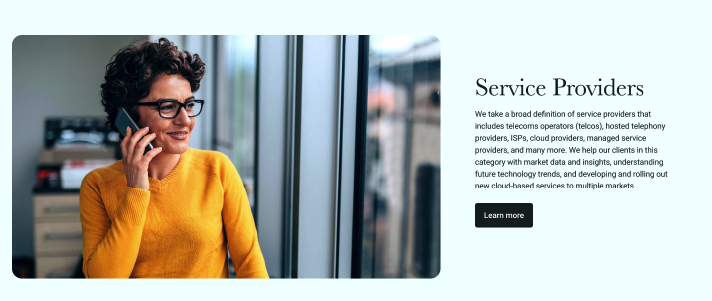 Service Providers
We take a broad definition of service providers that
includes telecoms operators (telcos), hosted telephony
providers, ISPs, cloud providers, managed service
providers, and many more. We help our clients in this
category with market data and insights, understanding
future technology trends, and developing and rolling out
new cloud-based services to multiple markets
Learn more